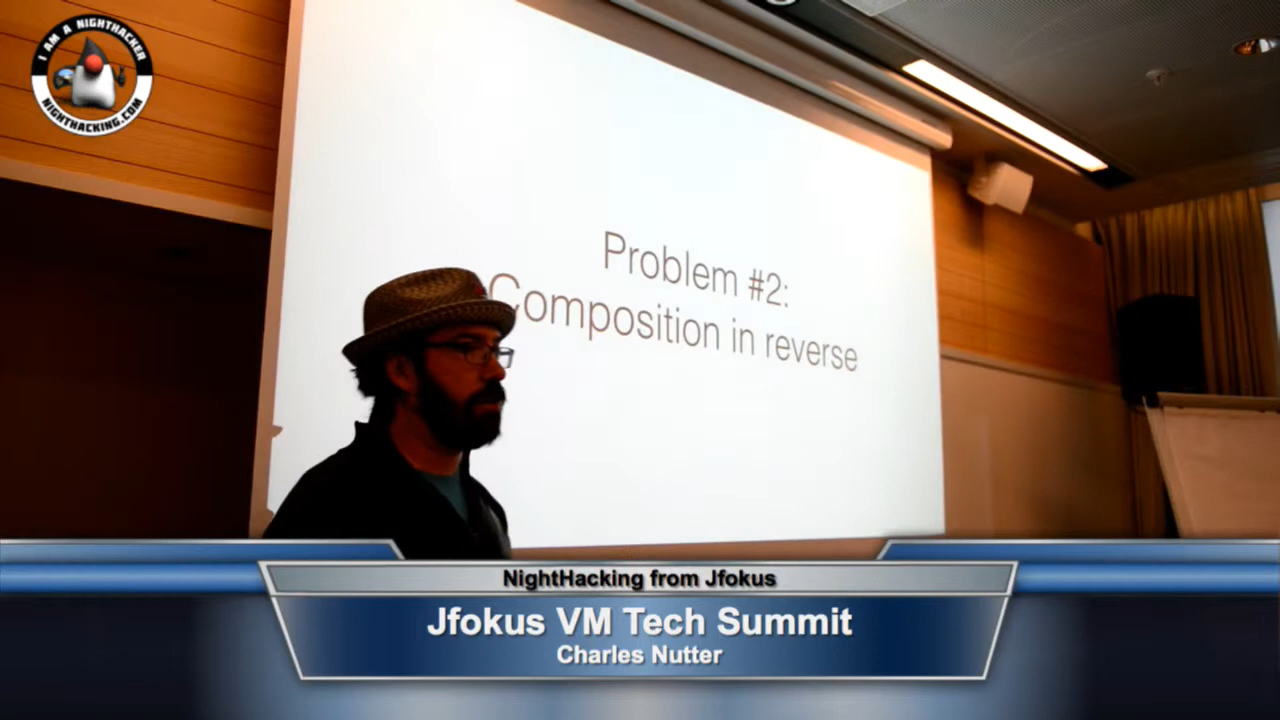 I AM A NIGHTHACKER
NIGHTHACKING.COM
Problem #2:
Composition in reverse
NightHacking from Jfokus
Jfokus VM Tech Summit
Charles Nutter